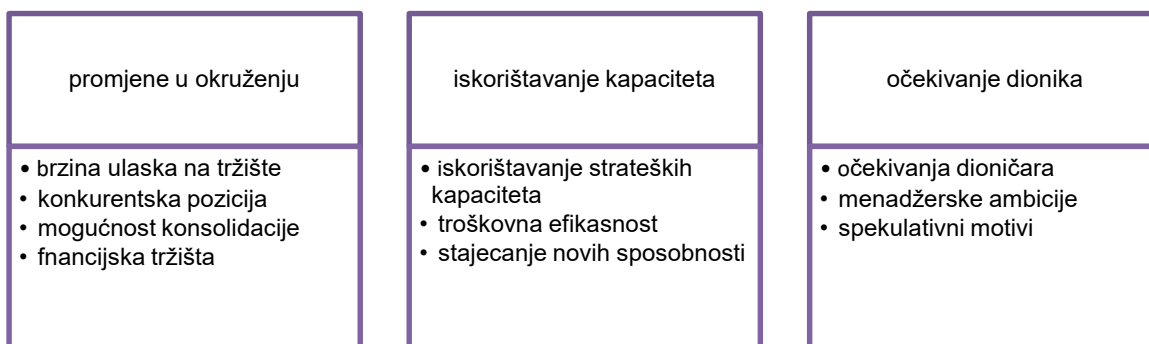 promjene u okruženju
• brzina ulaska na tržište
• konkurentska pozicija
• mogućnost konsolidacije
• fnancijska tržišta
iskorištavanje kapaciteta
• iskorištavanje strateških
kapaciteta
• troškovna efikasnost
• stajecanje novih sposobnosti
očekivanje dionika
• očekivanja dioničara
• menadžerske ambicije
• spekulativni motivi